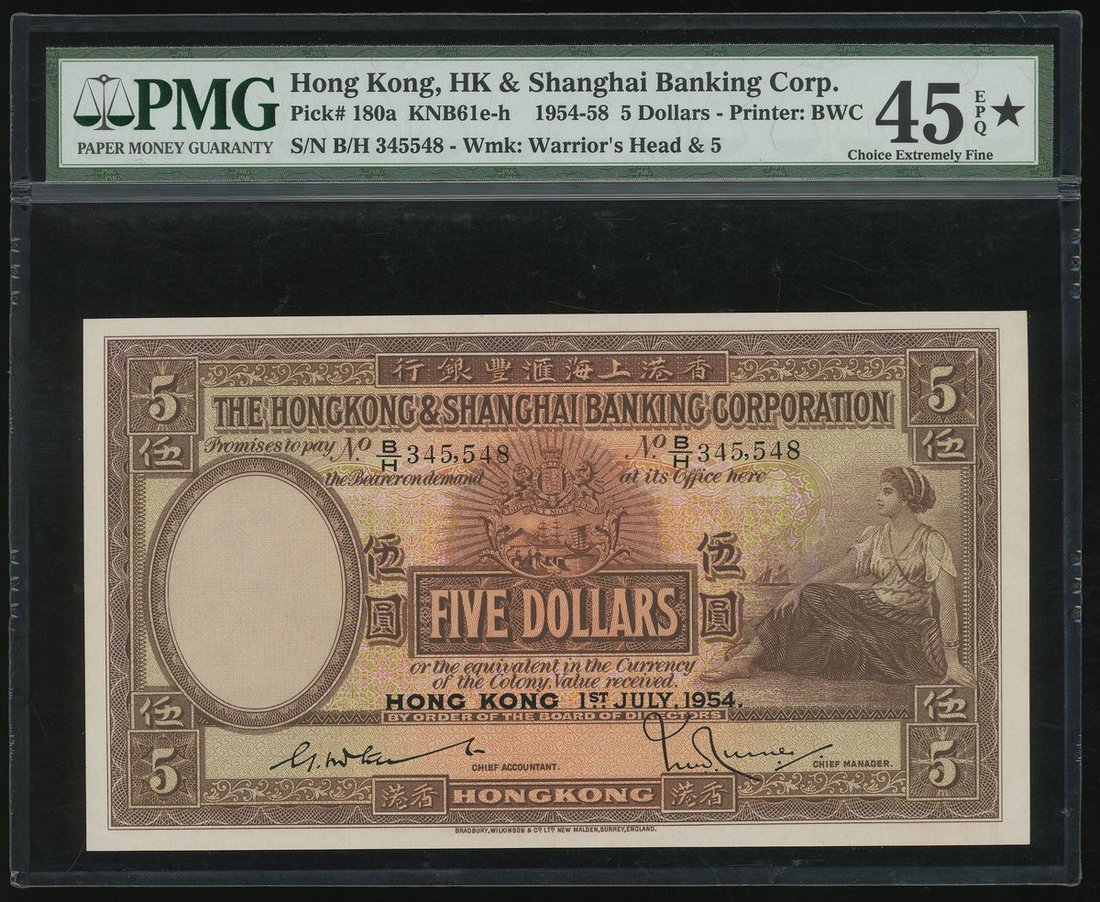 PMG
PAPER MONEY GUARANTY
Hong Kong, HK & Shanghai Banking Corp.
Pick# 180a KNB61e-h 1954-58 5 Dollars - Printer: BWC
S/N B/H 345548 - Wmk: Warrior's Head & 5
45 EPQ ★
Choice Extremely Fine
行銀豐滙海上港香
5 5
THE HONGKONG & SHANGHAI BANKING CORPORATION
伍 伍
Promises to pay No B/H 345,548 No B/H 345,548
the Bearer on demand at its Office here
伍圓 伍圓
FIVE DOLLARS
or the equivalent in the Currency
of the Colony, Value received.
HONG KONG 1ST JULY, 1954.
BY ORDER OF THE BOARD OF DIRECTORS
伍 伍
5 5
CHIEF ACCOUNTANT. CHIEF MANAGER.
港香 HONGKONG 港香
BRADBURY, WILKINSON & Co LTD NEW MALDEN, SURREY, ENGLAND.